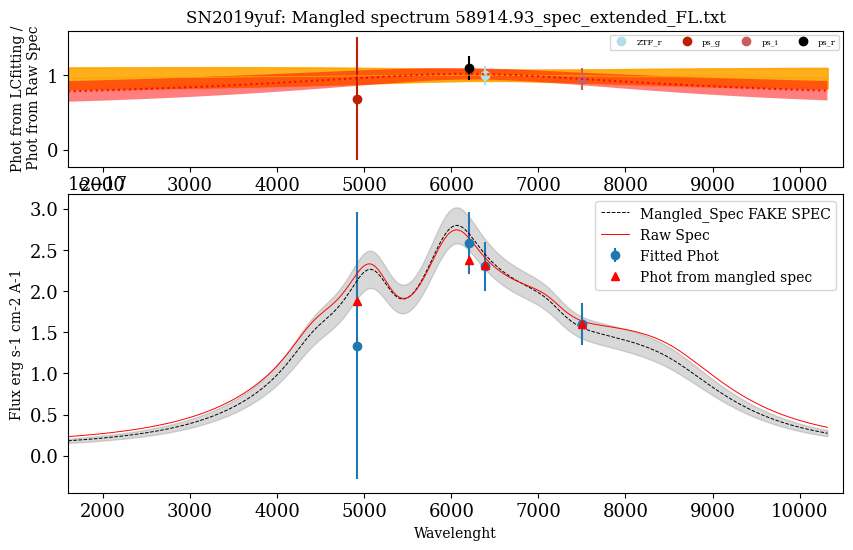 SN2019yuf: Mangled spectrum 58914.93_spec_extended_FL.txt
Phot from LCfitting /
Phot from Raw Spec
ZTF_r ps_g ps_i ps_r
1
0
2000 3000 4000 5000 6000 7000 8000 9000 10000
1e−17
Flux erg s-1 cm-2 A-1
3.0
2.5
2.0
1.5
1.0
0.5
0.0
Mangled_Spec FAKE SPEC
Raw Spec
Fitted Phot
Phot from mangled spec
2000 3000 4000 5000 6000 7000 8000 9000 10000
Wavelenght